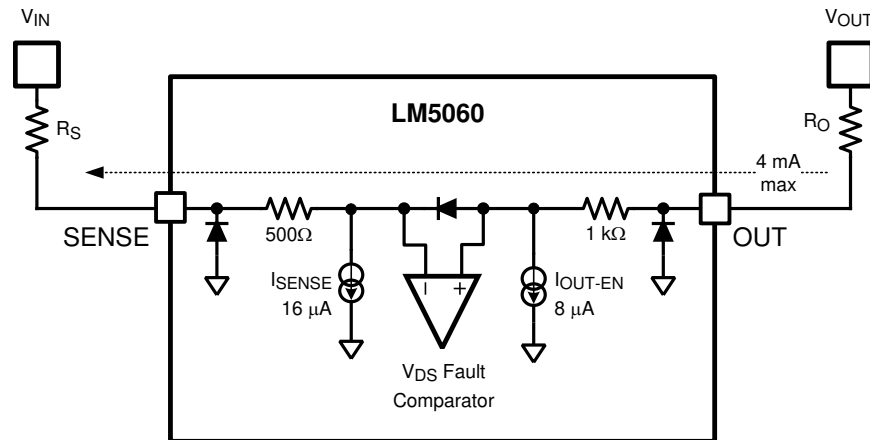 VIN
VOUT
LM5060
RS
RO
4 mA
max
SENSE
500Ω
1 kΩ
OUT
ISENSE
16 μA
− +
IOUT-EN
8 μA
VDS Fault
Comparator